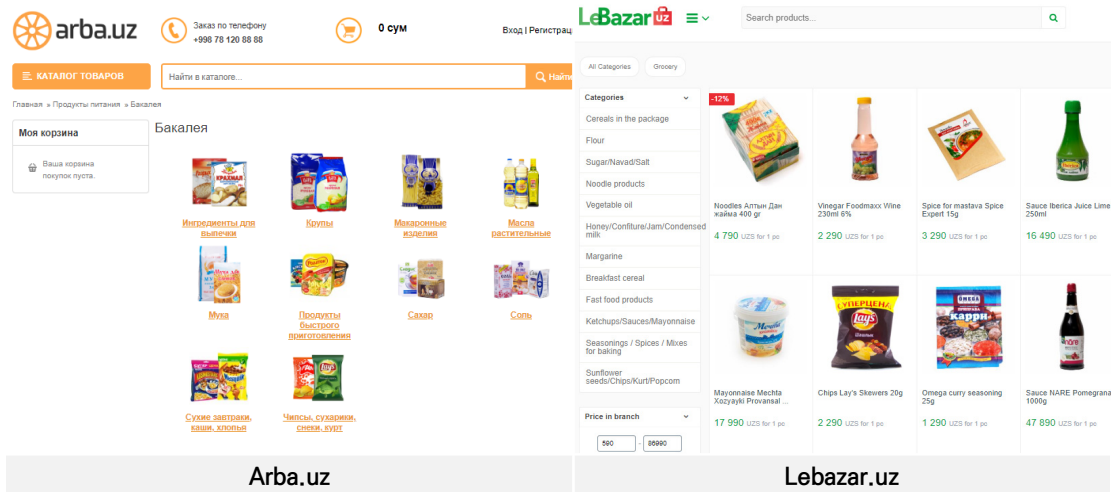 arba.uz
Заказ по телефону
+998 78 120 88 88
0 сум
Вход | Регистрац
КАТАЛОГ ТОВАРОВ
Найти в каталоге...
Найти
Главная » Продукты питания » Бакалея
Моя корзина
Ваша корзина
покупок пуста.
Бакалея
Ингредиенты для
выпечки
Крупы
Макаронные
изделия
Масла
растительные
Мука
Продукты
быстрого
приготовления
Сахар
Соль
Сухие завтраки,
каши, хлопья
Чипсы, сухарики,
снеки, курт
Arba.uz
LeBazar uz
Search products...
All Categories
Grocery
Categories
Cereals in the package
Flour
Sugar/Navad/Salt
Noodle products
Vegetable oil
Honey/Confiture/Jam/Condensed
milk
Margarine
Breakfast cereal
Fast food products
Ketchups/Sauces/Mayonnaise
Seasonings / Spices / Mixes
for baking
Sunflower
seeds/Chips/Kurt/Popcorn
Price in branch
590 - 86990
-12%
Noodles Алтын Дан
жайма 400 gr
4 790 UZS for 1 pc
Vinegar Foodmaxx Wine
230ml 6%
2 290 UZS for 1 pc
Spice for mastava Spice
Expert 15g
3 290 UZS for 1 pc
Sauce Iberica Juice Lime
250ml
16 490 UZS for 1 pc
Mayonnaise Mechta
Xozyayki Provansal ...
17 990 UZS for 1 pc
СУПЕРЦЕНА
Lay's
Chips Lay's Skewers 20g
2 290 UZS for 1 pc
ОМЕГА
КАРРИ
Omega curry seasoning
25g
1 290 UZS for 1 pc
Sauce NARE Pomegrana
1000g
47 890 UZS for 1 pc
Lebazar.uz